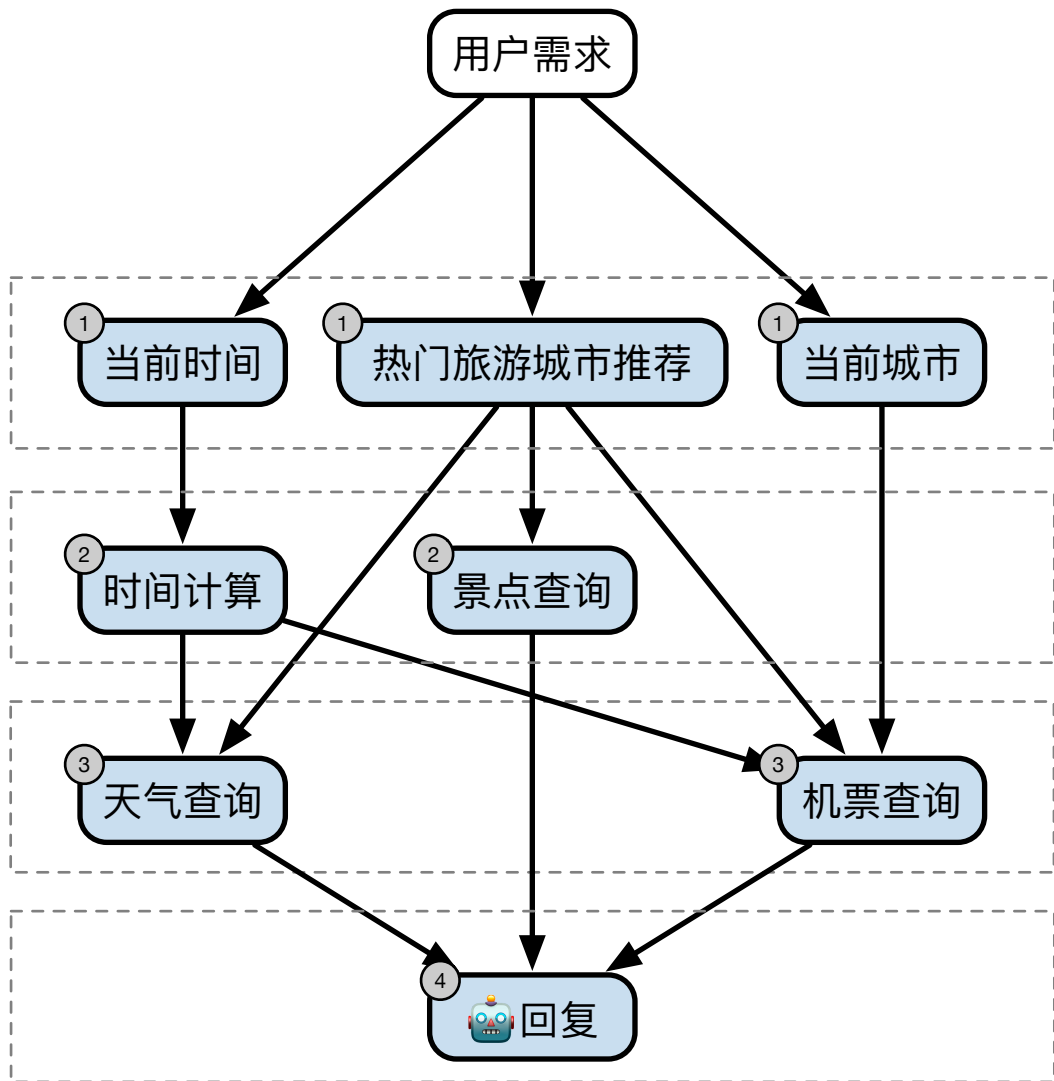 用户需求
1
当前时间
1
热门旅游城市推荐
1
当前城市
2
时间计算
2
景点查询
3
天气查询
3
机票查询
4
🤖回复